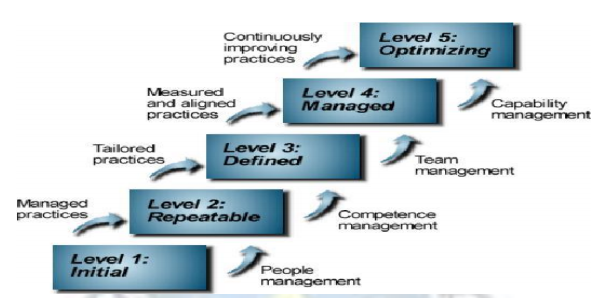 Continuously
improving
practices
Level 5:
Optimizing
Measured
and aligned
practices
Level 4:
Managed
Capability
management
Tailored
practices
Level 3:
Defined
Team
management
Managed
practices
Level 2:
Repeatable
Competence
management
Level 1:
Initial
People
management